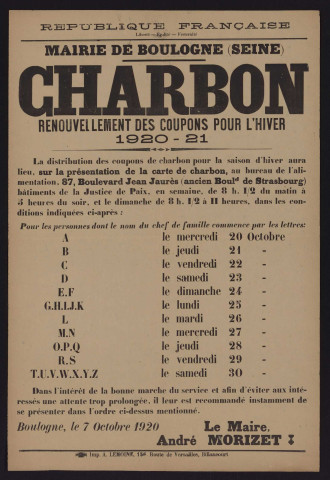 RÉPUBLIQUE FRANÇAISE
Liberté — Égalité — Fraternité
MAIRIE DE BOULOGNE (SEINE)
CHARBON
RENOUVELLEMENT DES COUPONS POUR L'HIVER
1920-21
La distribution des coupons de charbon pour la saison d'hiver aura
lieu, sur la présentation de la carte de charbon, au bureau de l'ali-
mentation, 87, Boulevard Jean Jaurès (ancien Boulᵈ de Strasbourg)
bâtiments de la Justice de Paix, en semaine, de 8 h. 1/2 du matin à
5 heures du soir, et le dimanche de 8 h. 1/2 à 11 heures, dans les con-
ditions indiquées ci-après :
Pour les personnes dont le nom du chef de famille commence par les lettres:
A le mercredi 20 Octobre
B le jeudi 21 -
C le vendredi 22 -
D le samedi 23 -
E.F le dimanche 24 -
G.H.I.J.K le lundi 25 -
L le mardi 26 -
M.N le mercredi 27 -
O.P.Q le jeudi 28 -
R.S le vendredi 29 -
T.U.V.W.X.Y.Z le samedi 30 -
Dans l'intérêt de la bonne marche du service et afin d'éviter aux inté-
ressés une attente trop prolongée, il leur est recommandé instamment de
se présenter dans l'ordre ci-dessus mentionné.
Boulogne, le 7 Octobre 1920
Le Maire,
André MORIZET
Imp. A. LEMOINE, Route de Versailles, Billancourt